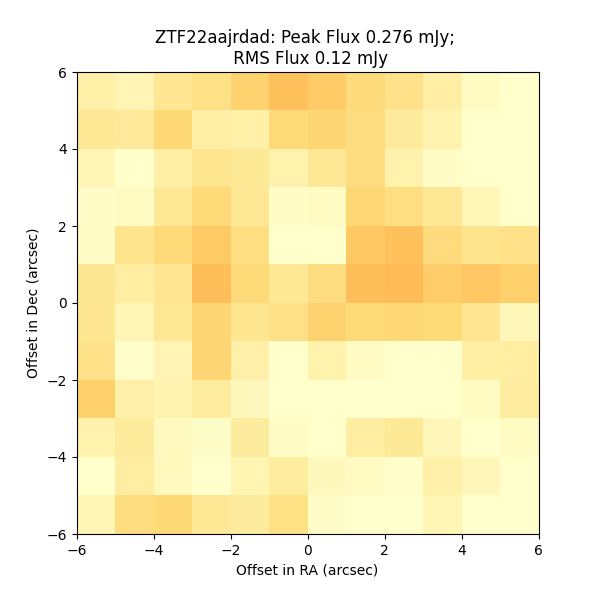 ZTF22aajrdad: Peak Flux 0.276 mJy;
RMS Flux 0.12 mJy
6
4
2
0
−2
−4
−6
Offset in Dec (arcsec)
−6 −4 −2 0 2 4 6
Offset in RA (arcsec)